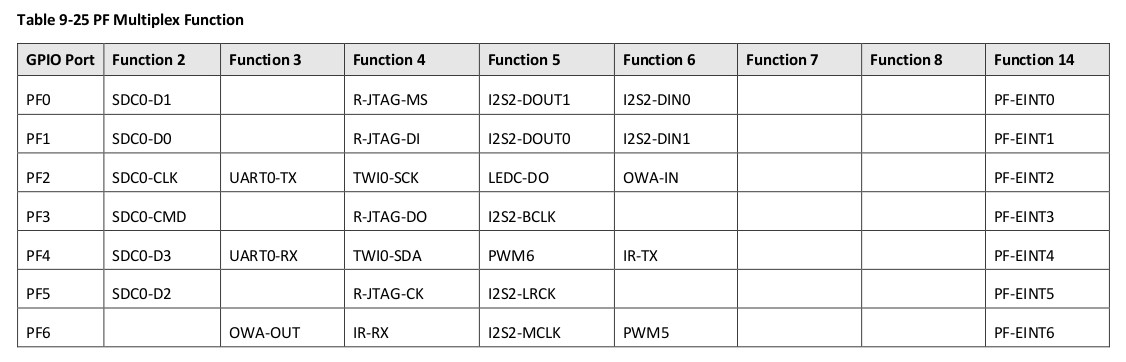 Table 9-25 PF Multiplex Function
GPIO Port Function 2 Function 3 Function 4 Function 5 Function 6 Function 7 Function 8 Function 14
PF0 SDC0-D1 R-JTAG-MS I2S2-DOUT1 I2S2-DIN0 PF-EINT0
PF1 SDC0-D0 R-JTAG-DI I2S2-DOUT0 I2S2-DIN1 PF-EINT1
PF2 SDC0-CLK UART0-TX TWI0-SCK LEDC-DO OWA-IN PF-EINT2
PF3 SDC0-CMD R-JTAG-DO I2S2-BCLK PF-EINT3
PF4 SDC0-D3 UART0-RX TWI0-SDA PWM6 IR-TX PF-EINT4
PF5 SDC0-D2 R-JTAG-CK I2S2-LRCK PF-EINT5
PF6 OWA-OUT IR-RX I2S2-MCLK PWM5 PF-EINT6